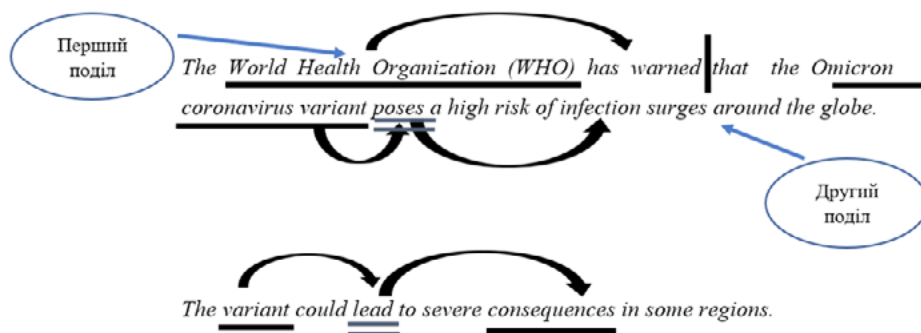 Перший
поділ
The World Health Organization (WHO) has warned that the Omicron
coronavirus variant poses a high risk of infection surges around the globe.
Другий
поділ
The variant could lead to severe consequences in some regions.